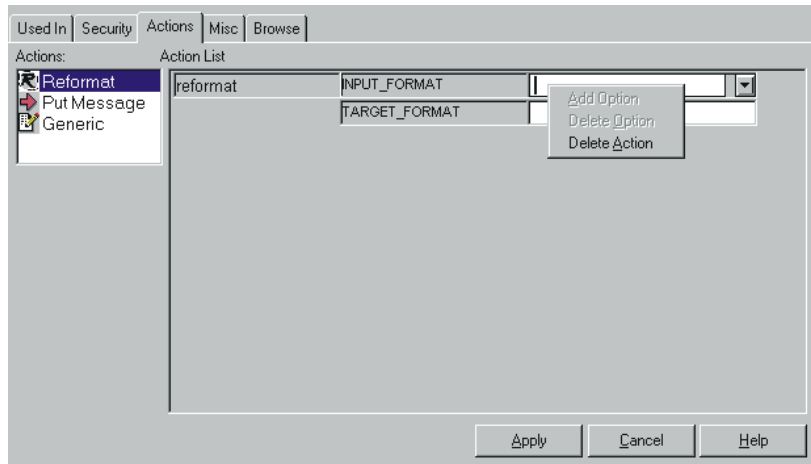 Used In Security Actions Misc Browse
Actions: Action List
Reformat
Put Message
Generic
reformat INPUT_FORMAT
TARGET_FORMAT
Add Option
Delete Option
Delete Action
Apply Cancel Help